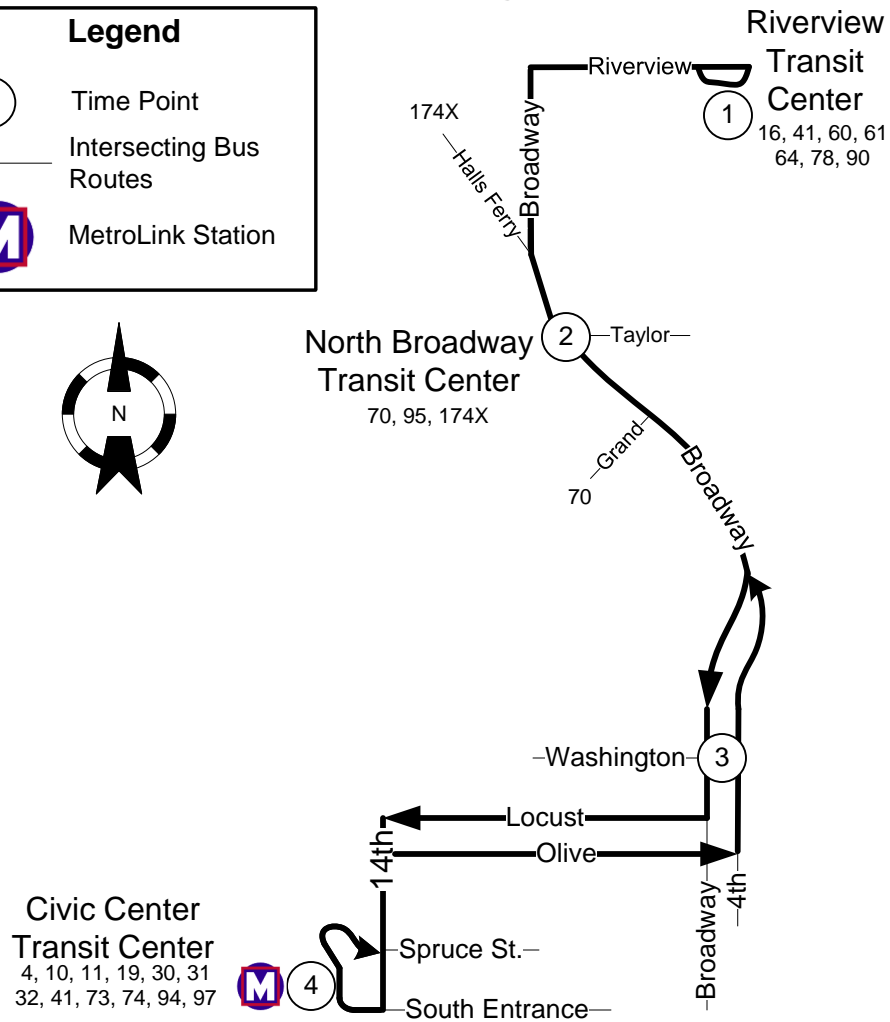 Legend
Time Point
Intersecting Bus
Routes
M
MetroLink Station
N
Riverview
Transit
Center
1
16, 41, 60, 61
64, 78, 90
Riverview
Broadway
174X
Halls Ferry
North Broadway
Transit Center
70, 95, 174X
2
Taylor
Grand
70
Broadway
Washington
3
Locust
Olive
14th
Broadway
4th
Civic Center
Transit Center
4, 10, 11, 19, 30, 31
32, 41, 73, 74, 94, 97
M
4
Spruce St.
South Entrance